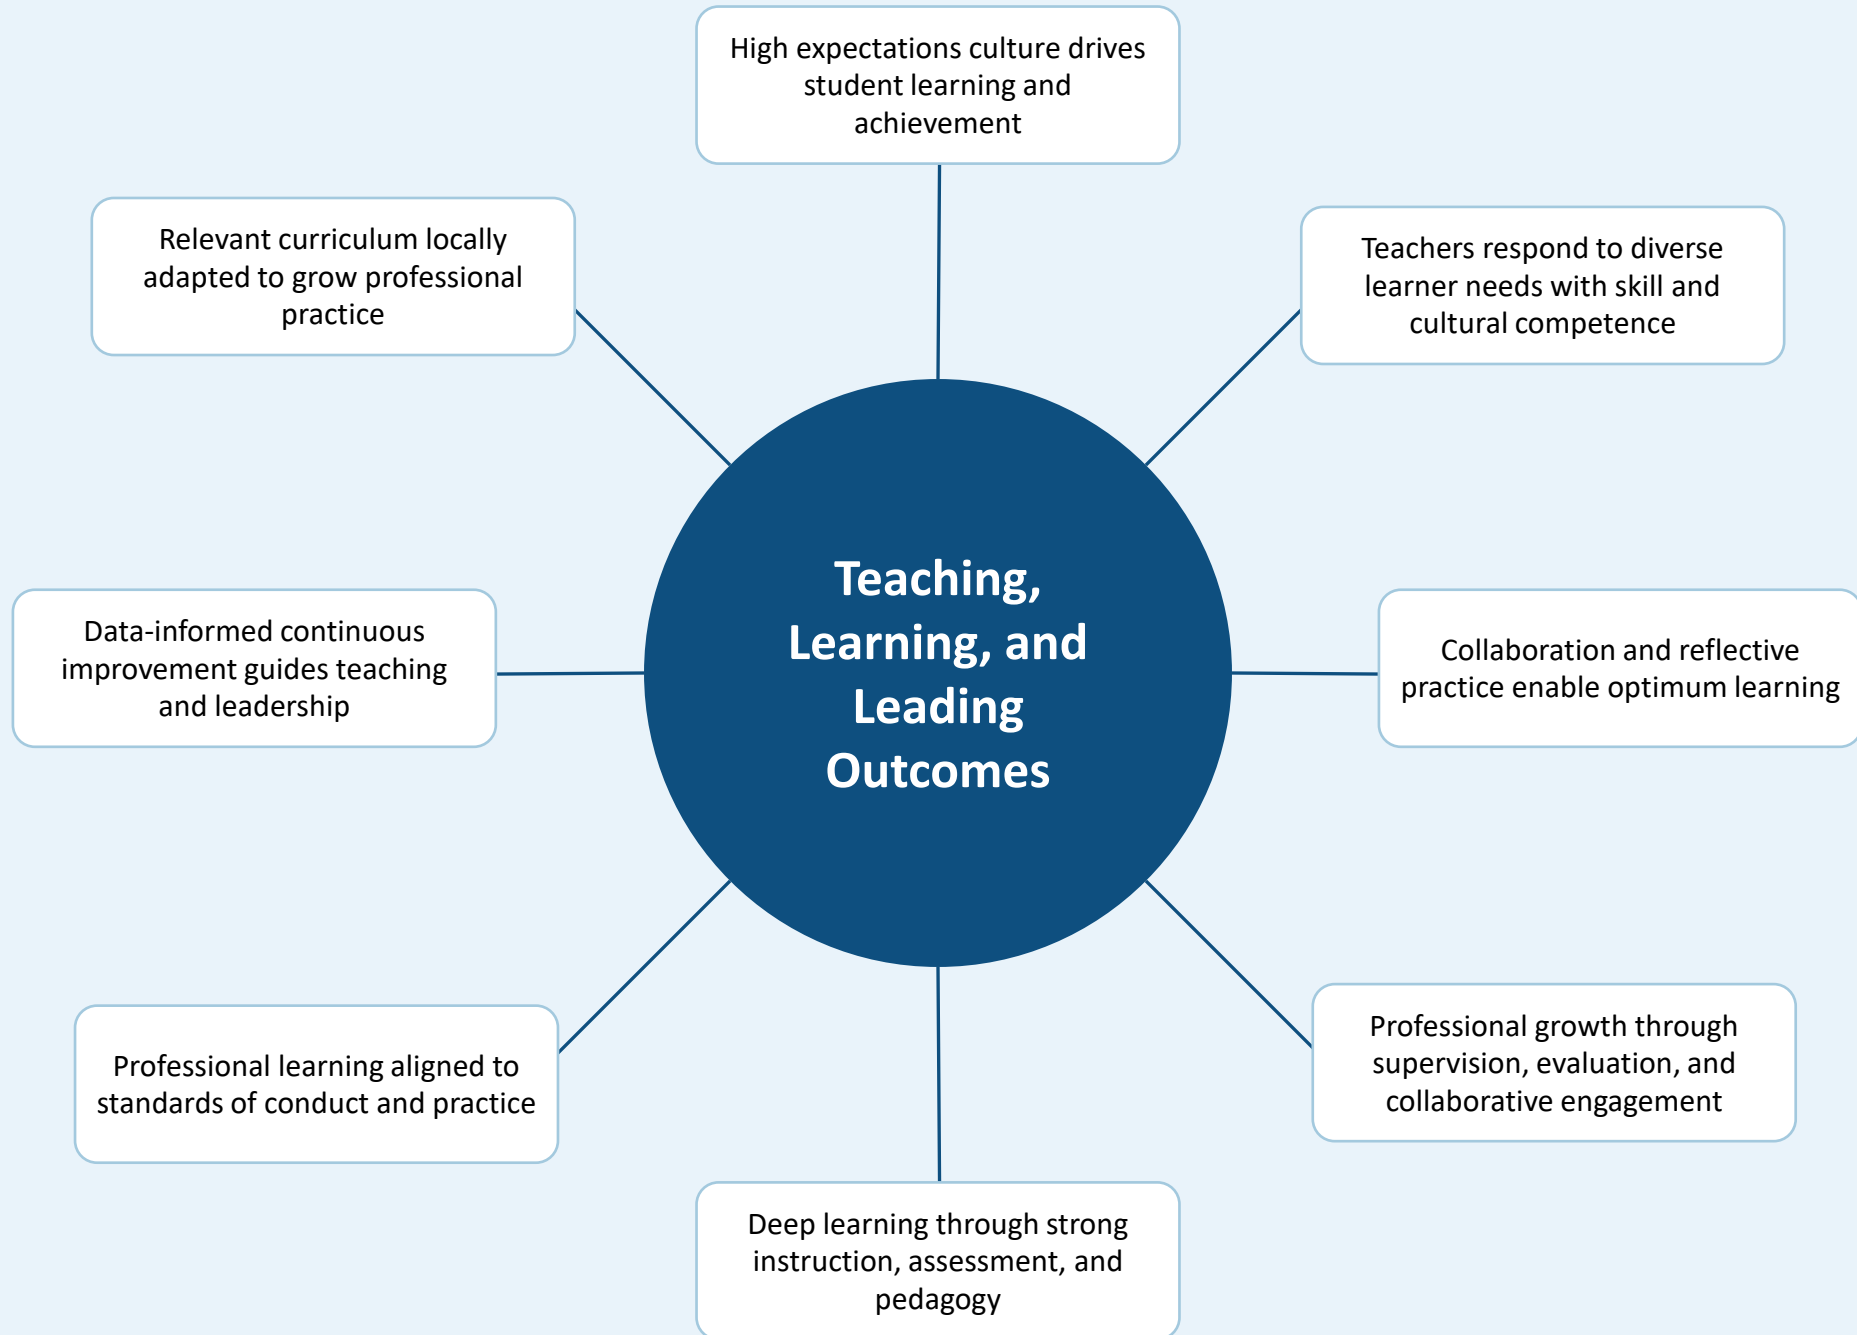 High expectations culture drives
student learning and
achievement
Relevant curriculum locally
adapted to grow professional
practice
Teachers respond to diverse
learner needs with skill and
cultural competence
Teaching,
Learning, and
Leading
Outcomes
Data-informed continuous
improvement guides teaching
and leadership
Collaboration and reflective
practice enable optimum learning
Professional learning aligned to
standards of conduct and practice
Professional growth through
supervision, evaluation, and
collaborative engagement
Deep learning through strong
instruction, assessment, and
pedagogy